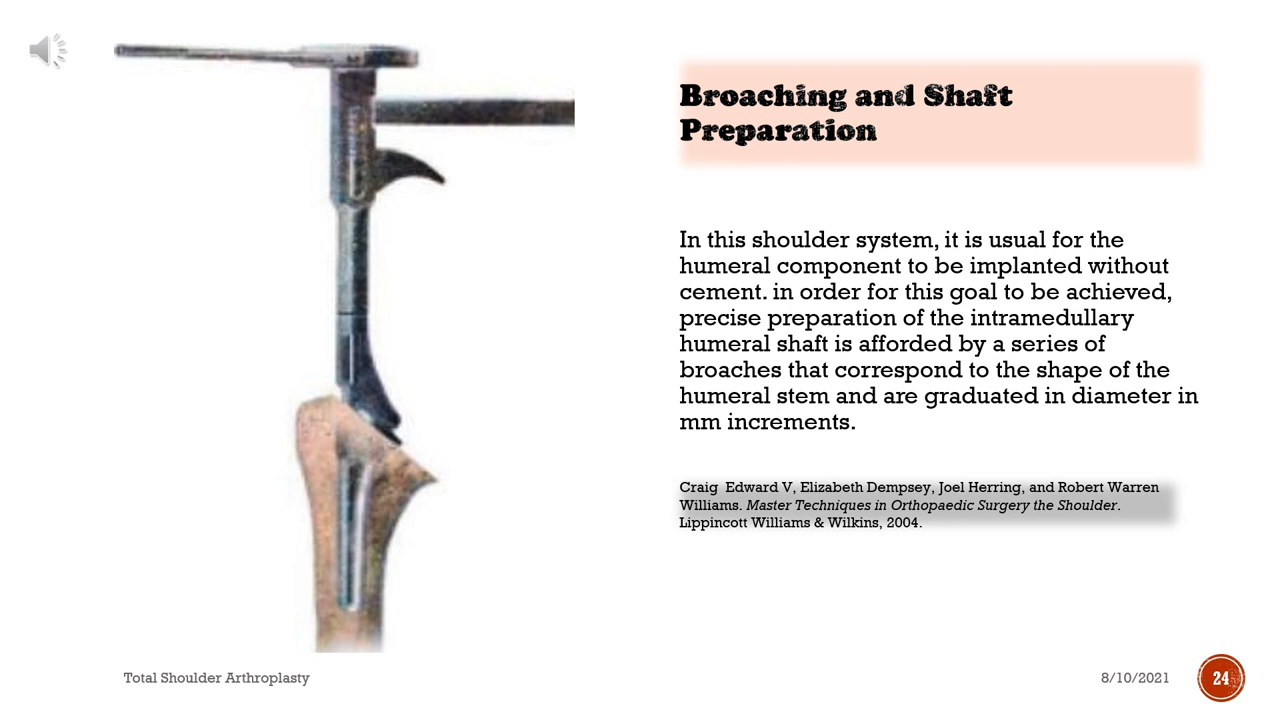 Broaching and Shaft
Preparation
In this shoulder system, it is usual for the
humeral component to be implanted without
cement. in order for this goal to be achieved,
precise preparation of the intramedullary
humeral shaft is afforded by a series of
broaches that correspond to the shape of the
humeral stem and are graduated in diameter in
mm increments.
Craig Edward V, Elizabeth Dempsey, Joel Herring, and Robert Warren
Williams. Master Techniques in Orthopaedic Surgery the Shoulder.
Lippincott Williams & Wilkins, 2004.
Total Shoulder Arthroplasty
8/10/2021
24